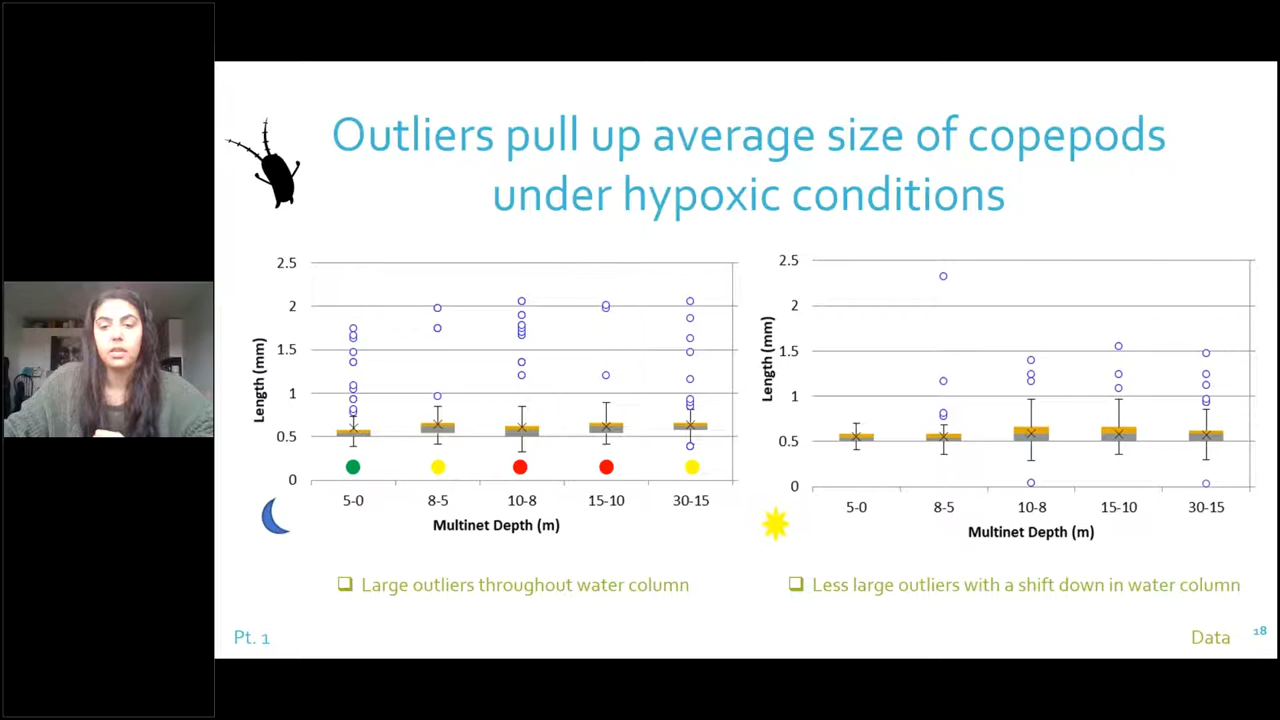 Outliers pull up average size of copepods
under hypoxic conditions
2.5
2
1.5
1
0.5
0
Length (mm)
5-0 8-5 10-8 15-10 30-15
Multinet Depth (m)
2.5
2
1.5
1
0.5
0
Length (mm)
5-0 8-5 10-8 15-10 30-15
Multinet Depth (m)
Large outliers throughout water column
Less large outliers with a shift down in water column
Pt. 1
Data
18